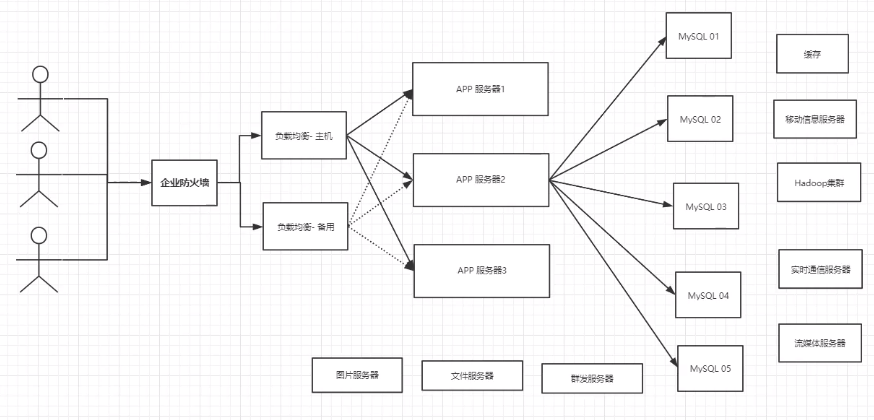 企业防火墙
负载均衡- 主机
负载均衡- 备用
APP 服务器1
APP 服务器2
APP 服务器3
MySQL 01
MySQL 02
MySQL 03
MySQL 04
MySQL 05
缓存
移动信息服务器
Hadoop集群
实时通信服务器
流媒体服务器
图片服务器
文件服务器
群发服务器